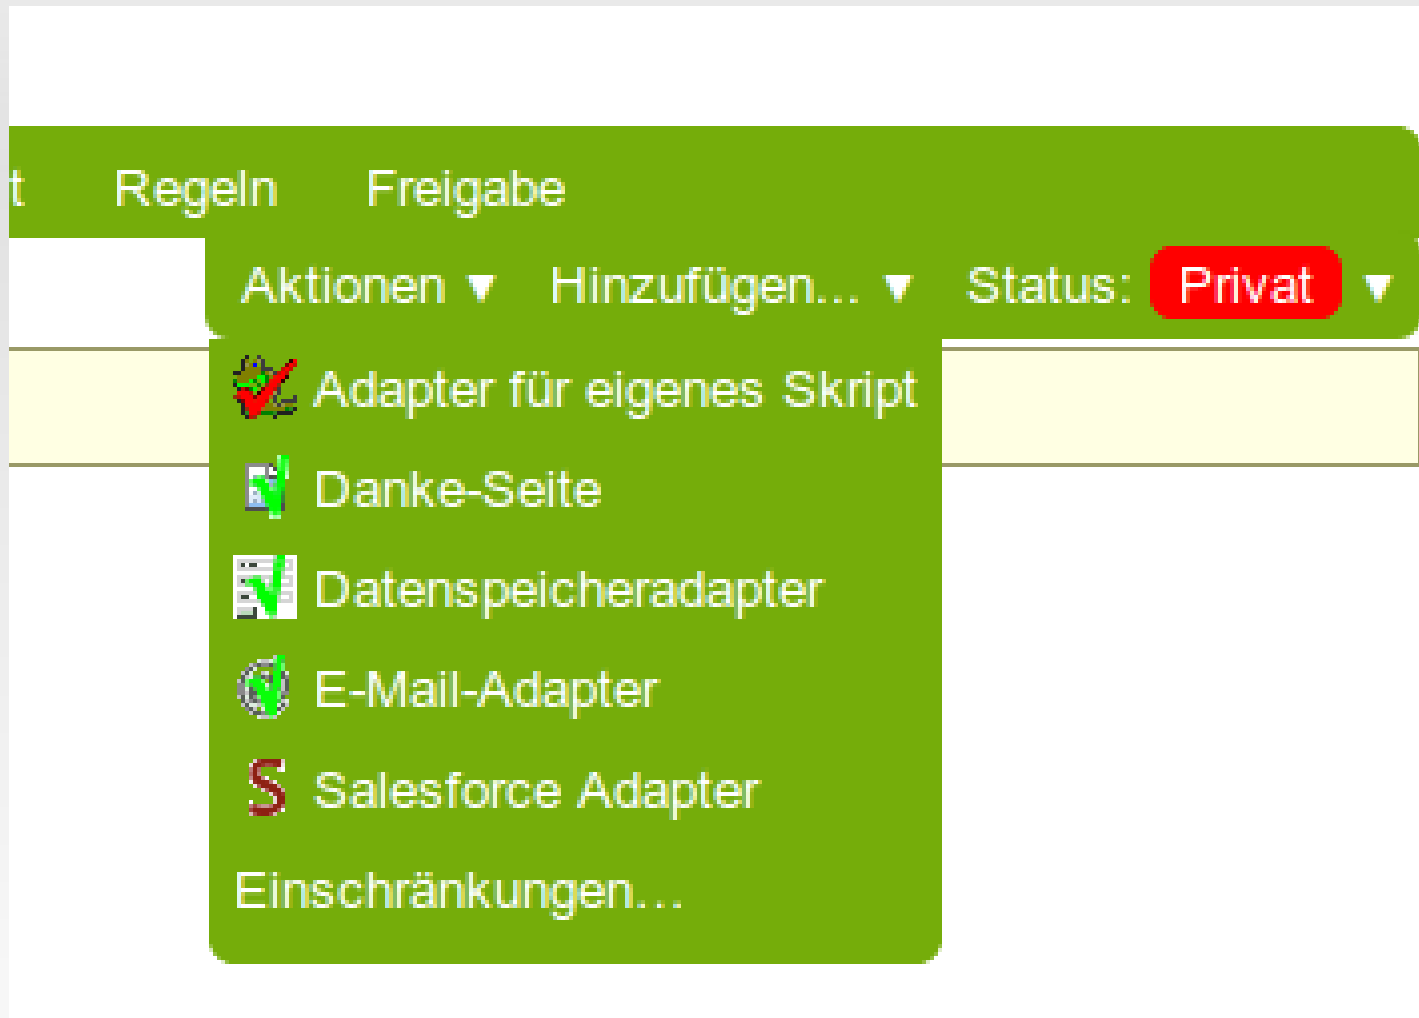 t Regeln Freigabe
Aktionen ▼ Hinzufügen... ▼ Status: Privat ▼
Adapter für eigenes Skript
Danke-Seite
Datenspeicheradapter
E-Mail-Adapter
Salesforce Adapter
Einschränkungen...